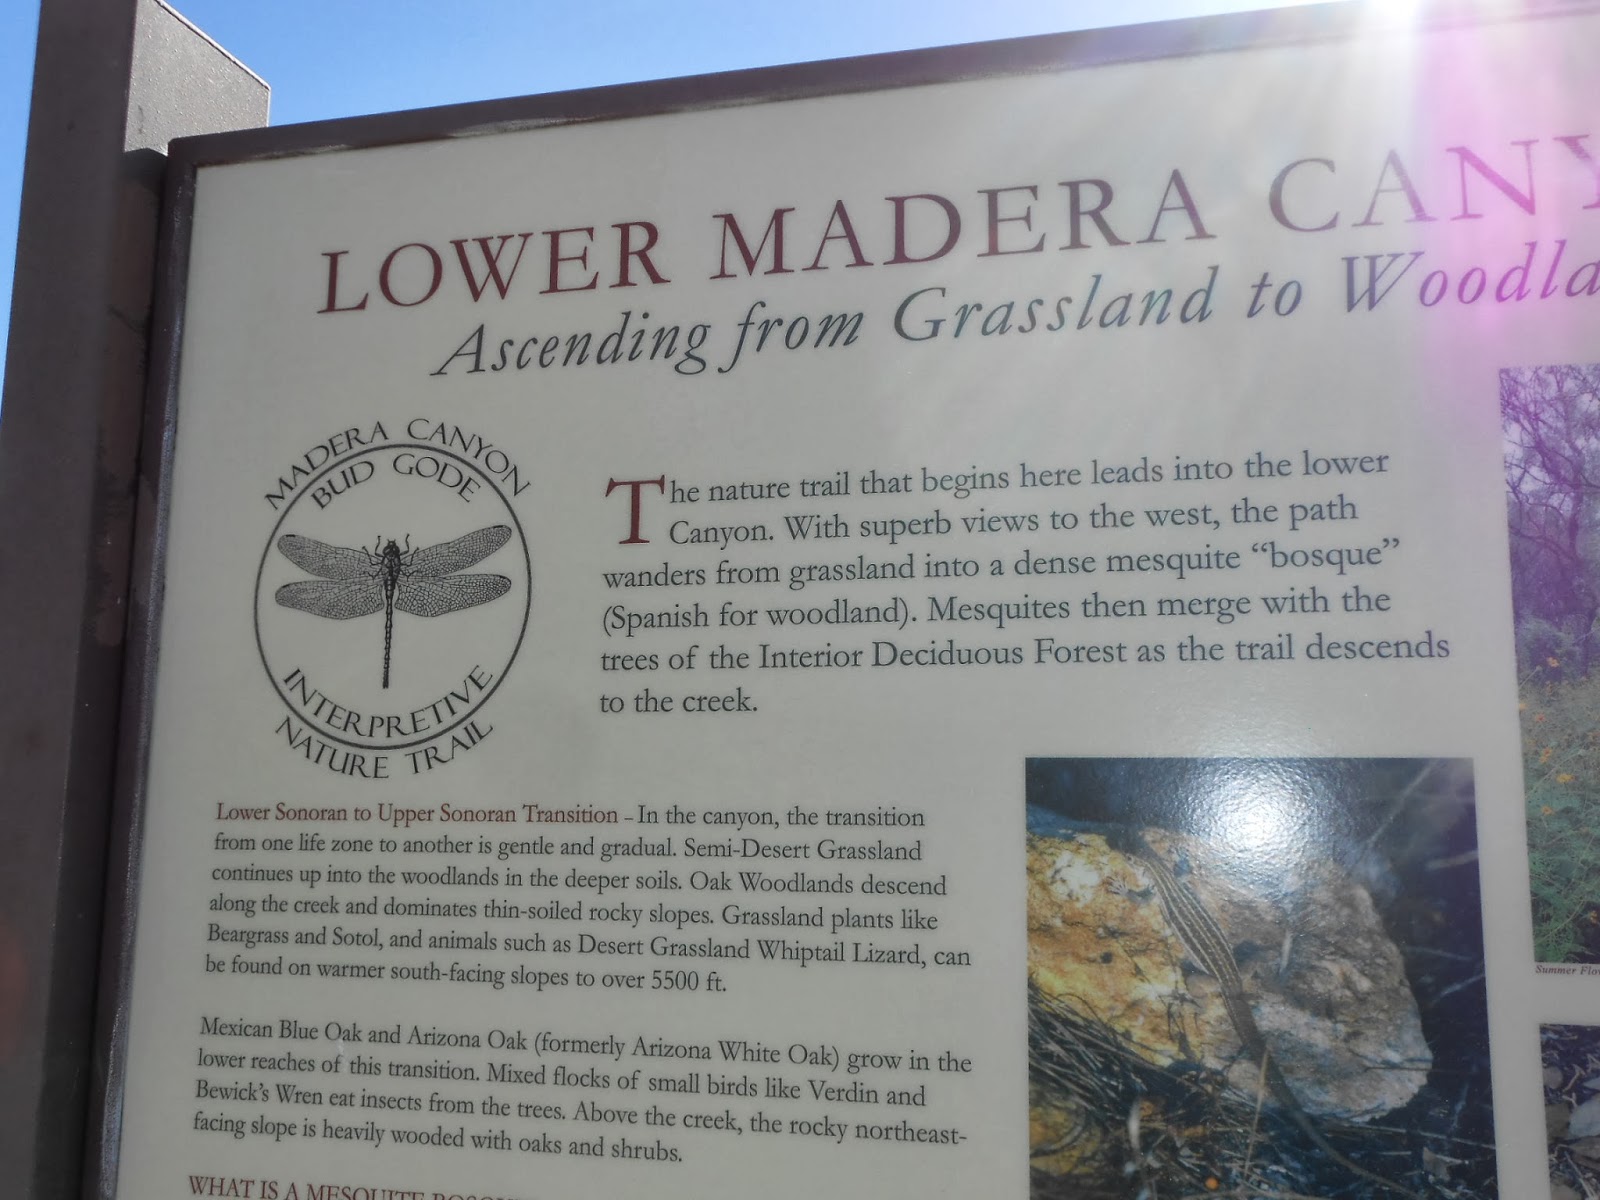 LOWER MADERA CANY
Ascending from Grassland to Woodla
MADERA CANYON
BUD GODE
INTERPRETIVE
NATURE TRAIL
The nature trail that begins here leads into the lower
Canyon. With superb views to the west, the path
wanders from grassland into a dense mesquite “bosque”
(Spanish for woodland). Mesquites then merge with the
trees of the Interior Deciduous Forest as the trail descends
to the creek.
Lower Sonoran to Upper Sonoran Transition – In the canyon, the transition
from one life zone to another is gentle and gradual. Semi-Desert Grassland
continues up into the woodlands in the deeper soils. Oak Woodlands descend
along the creek and dominates thin-soiled rocky slopes. Grassland plants like
Beargrass and Sotol, and animals such as Desert Grassland Whiptail Lizard, can
be found on warmer south-facing slopes to over 5500 ft.
Mexican Blue Oak and Arizona Oak (formerly Arizona White Oak) grow in the
lower reaches of this transition. Mixed flocks of small birds like Verdin and
Bewick’s Wren eat insects from the trees. Above the creek, the rocky northeast-
facing slope is heavily wooded with oaks and shrubs.
WHAT IS A MESQUITE BOSQU
Summer Flow